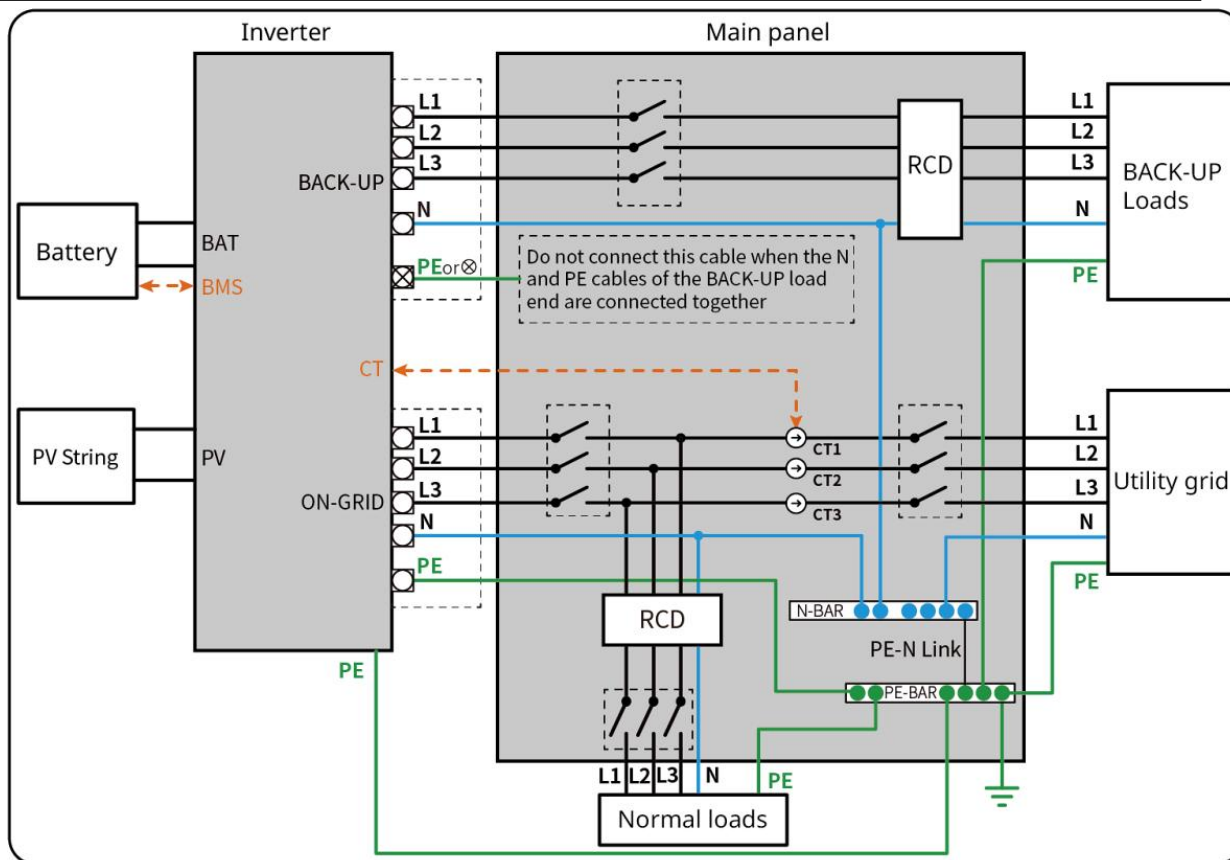 Inverter
Main panel
L1
L2
L3
BACK-UP
N
PEor⊗
Battery
BAT
BMS
Do not connect this cable when the N
and PE cables of the BACK-UP load
end are connected together
RCD
L1
L2
L3
N
PE
BACK-UP
Loads
CT
PV String
PV
L1
L2
L3
ON-GRID
N
PE
CT1
CT2
CT3
L1
L2
L3
N
PE
Utility grid
N-BAR
RCD
PE-N Link
PE
PE-BAR
L1 L2 L3 N
PE
Normal loads